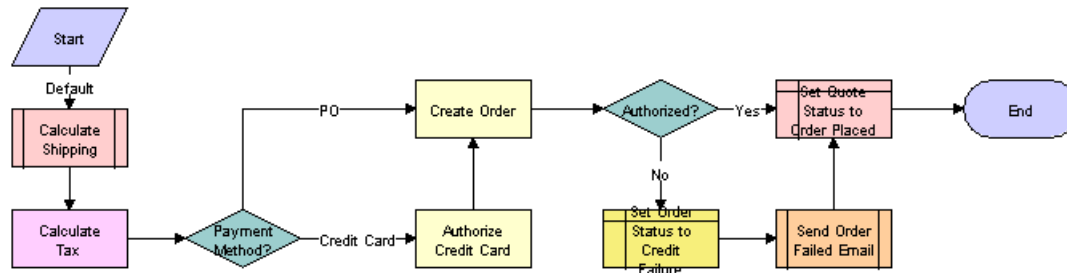 Start
Default
Calculate
Shipping
Calculate
Tax
Payment
Method?
PO
Credit Card
Create Order
Authorize
Credit Card
Authorized?
Yes
No
Set Quote
Status to
Order Placed
Set Order
Status to
Credit
Failure
Send Order
Failed Email
End